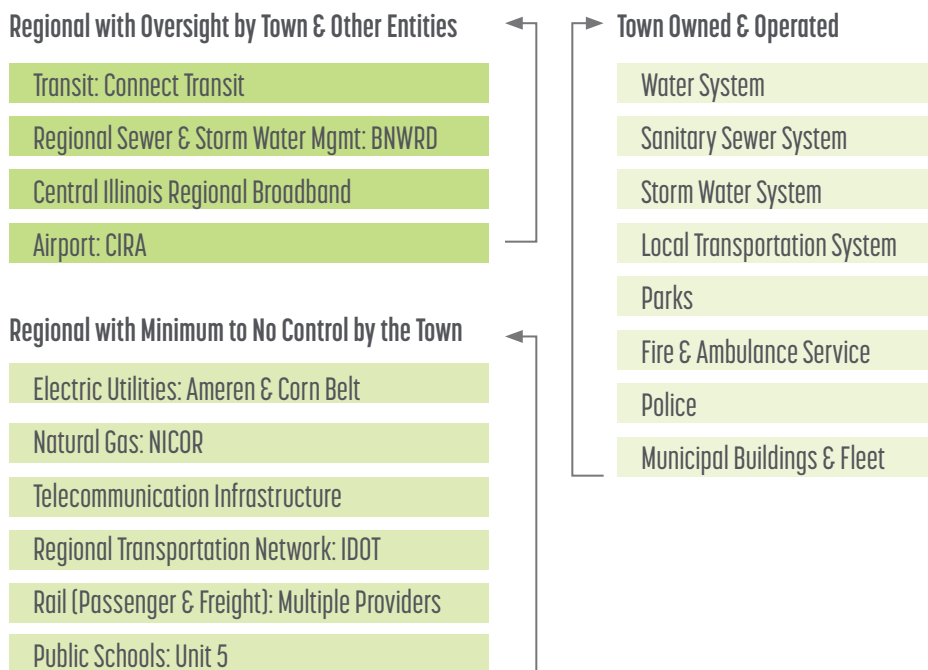 Regional with Oversight by Town & Other Entities
Transit: Connect Transit
Regional Sewer & Storm Water Mgmt: BNWRD
Central Illinois Regional Broadband
Airport: CIRA
Regional with Minimum to No Control by the Town
Electric Utilities: Ameren & Corn Belt
Natural Gas: NICOR
Telecommunication Infrastructure
Regional Transportation Network: IDOT
Rail (Passenger & Freight): Multiple Providers
Public Schools: Unit 5
Town Owned & Operated
Water System
Sanitary Sewer System
Storm Water System
Local Transportation System
Parks
Fire & Ambulance Service
Police
Municipal Buildings & Fleet